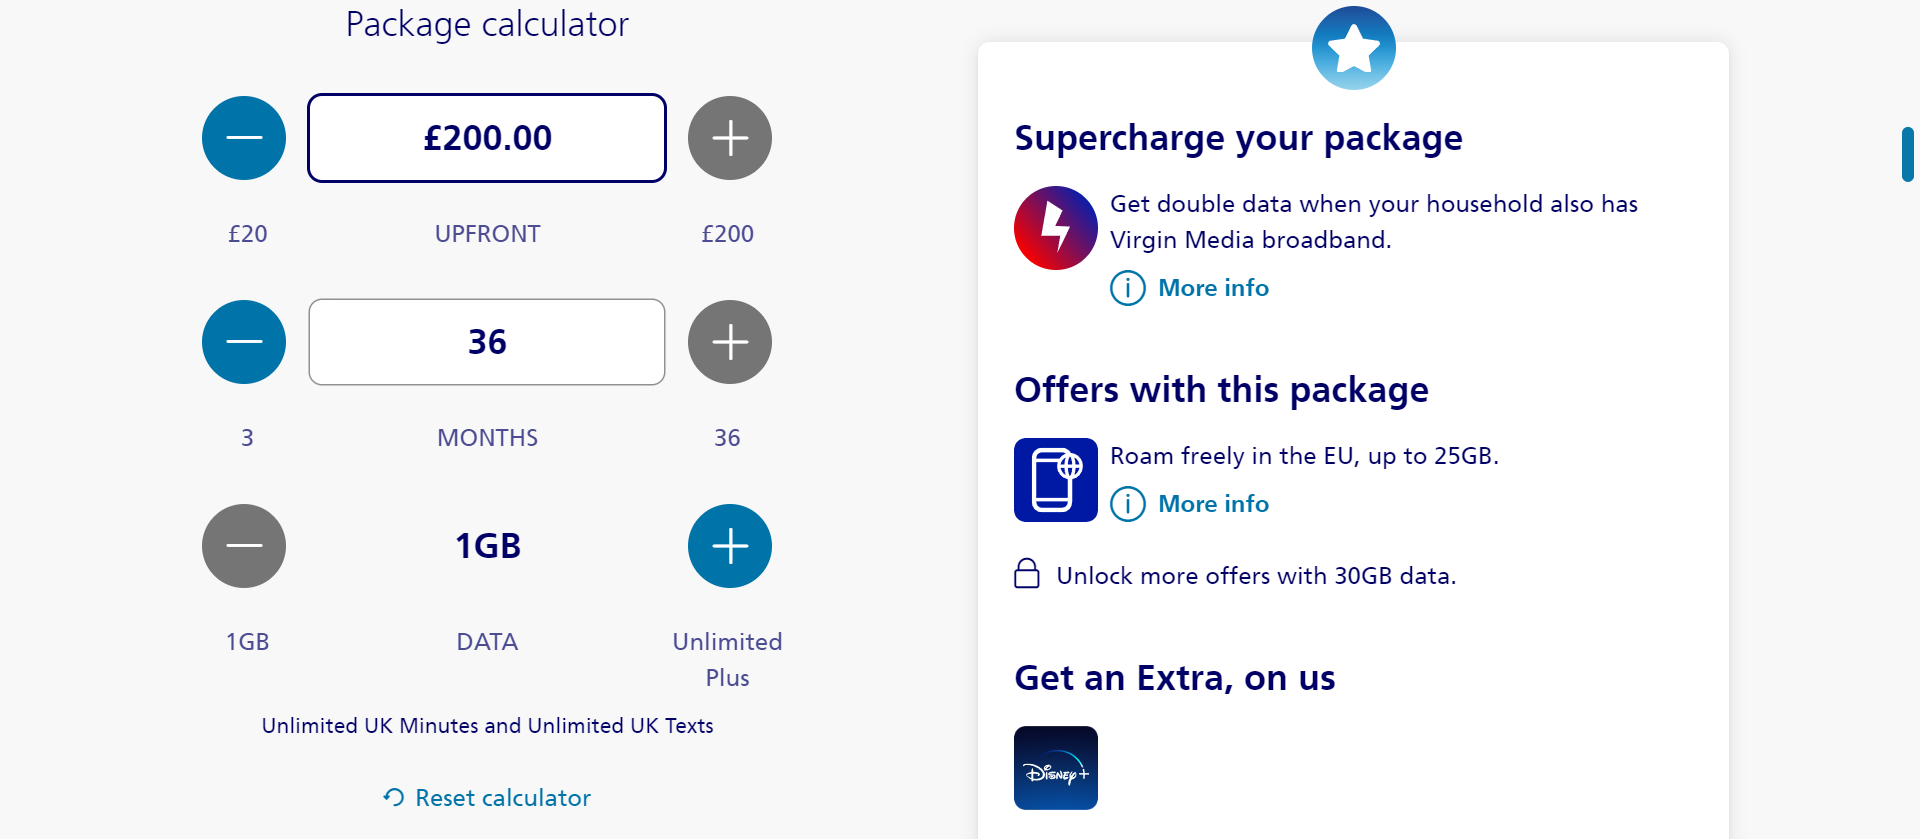 Package calculator
£200.00
£20
UPFRONT
£200
36
3
MONTHS
36
1GB
1GB
DATA
Unlimited
Plus
Unlimited UK Minutes and Unlimited UK Texts
Reset calculator
Supercharge your package
Get double data when your household also has
Virgin Media broadband.
More info
Offers with this package
Roam freely in the EU, up to 25GB.
More info
Unlock more offers with 30GB data.
Get an Extra, on us
Disney+